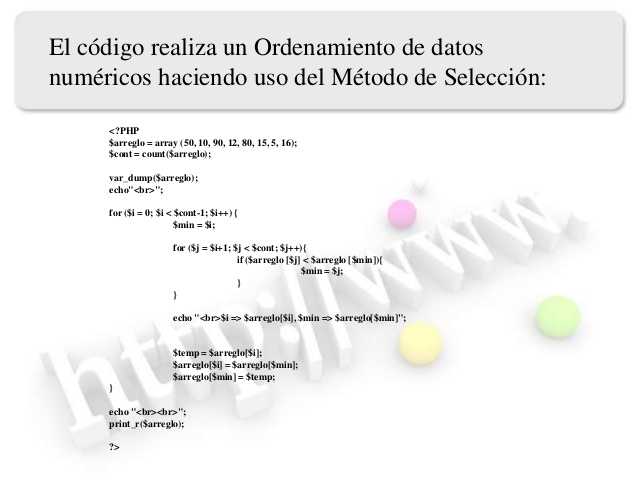 El código realiza un Ordenamiento de datos
numéricos haciendo uso del Método de Selección:
<?PHP
$arreglo = array (50, 10, 90, 12, 80, 15, 5, 16);
$cont = count($arreglo);
var_dump($arreglo);
echo"<br>";
for ($i = 0; $i < $cont-1; $i++) {
$min = $i;
for ($j = $i+1; $j < $cont; $j++){
if ($arreglo [$j] < $arreglo [$min]){
$min = $j;
}
}
echo "<br>$i => $arreglo[$i], $min => $arreglo[$min]";
$temp = $arreglo[$i];
$arreglo[$i] = $arreglo[$min];
$arreglo[$min] = $temp;
}
echo "<br><br>";
print_r($arreglo);
?>
http://www.